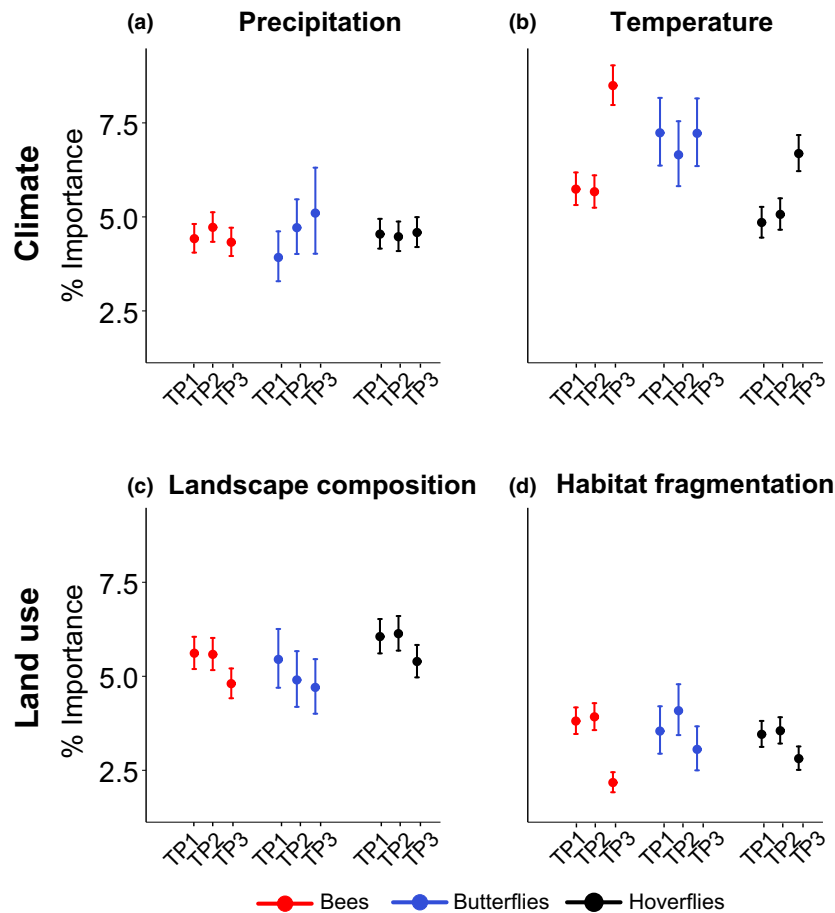 (a) Precipitation
(b) Temperature
Climate
% Importance
7.5
5.0
2.5
TP1 TP2 TP3 TP1 TP2 TP3 TP1 TP2 TP3
TP1 TP2 TP3 TP1 TP2 TP3 TP1 TP2 TP3
(c) Landscape composition
(d) Habitat fragmentation
Land use
% Importance
7.5
5.0
2.5
TP1 TP2 TP3 TP1 TP2 TP3 TP1 TP2 TP3
TP1 TP2 TP3 TP1 TP2 TP3 TP1 TP2 TP3
Bees Butterflies Hoverflies